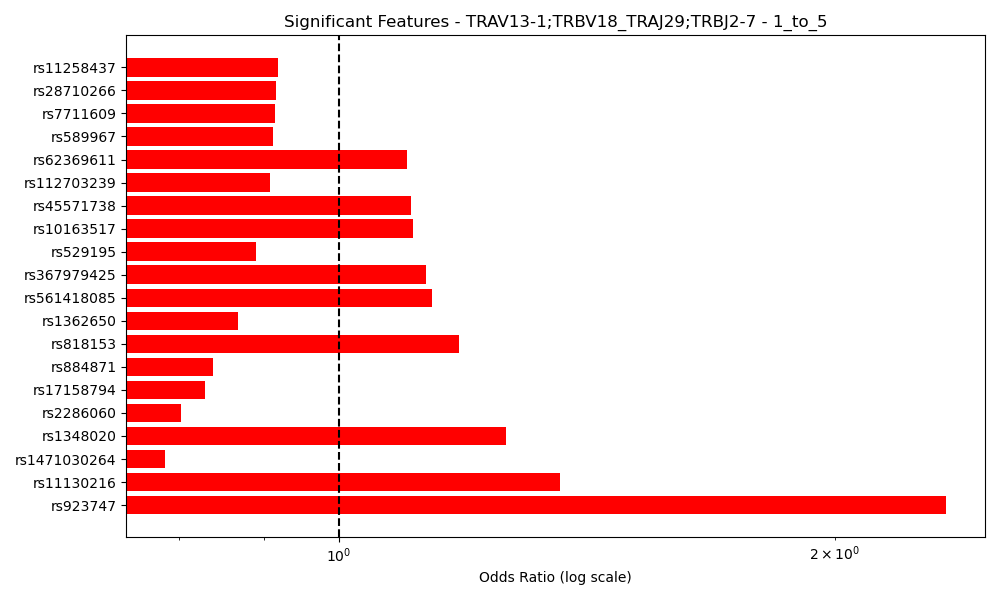 Significant Features - TRAV13-1;TRBV18_TRAJ29;TRBJ2-7 - 1_to_5
rs11258437
rs28710266
rs7711609
rs589967
rs62369611
rs112703239
rs45571738
rs10163517
rs529195
rs367979425
rs561418085
rs1362650
rs818153
rs884871
rs17158794
rs2286060
rs1348020
rs1471030264
rs11130216
rs923747
10⁰ 2 × 10⁰
Odds Ratio (log scale)